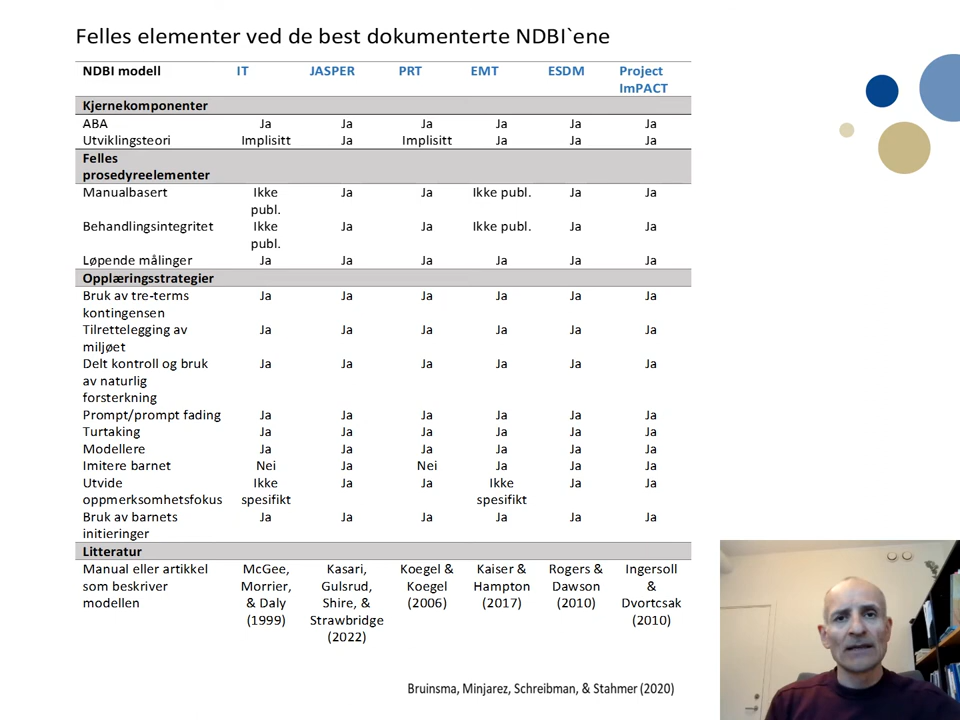 Felles elementer ved de best dokumenterte NDBI`ene
NDBI modell IT JASPER PRT EMT ESDM Project
ImPACT
Kjernekomponenter
ABA Ja Ja Ja Ja Ja Ja
Utviklingsteori Implisitt Ja Implisitt Ja Ja Ja
Felles
prosedyreelementer
Manualbasert Ikke Ja Ja Ikke publ. Ja Ja
publ.
Behandlingsintegritet Ikke Ja Ja Ikke publ. Ja Ja
publ.
Løpende målinger Ja Ja Ja Ja Ja Ja
Opplæringsstrategier
Bruk av tre-terms Ja Ja Ja Ja Ja Ja
kontingensen
Tilrettelegging av Ja Ja Ja Ja Ja Ja
miljøet
Delt kontroll og bruk Ja Ja Ja Ja Ja Ja
av naturlig
forsterkning
Prompt/prompt fading Ja Ja Ja Ja Ja Ja
Turtaking Ja Ja Ja Ja Ja Ja
Modellere Ja Ja Ja Ja Ja Ja
Imitere barnet Nei Ja Nei Ja Ja Ja
Utvide Ikke Ja Ja Ikke Ja Ja
oppmerksomhetsfokus spesifikt spesifikt
Bruk av barnets Ja Ja Ja Ja Ja Ja
initieringer
Litteratur
Manual eller artikkel McGee, Kasari, Koegel & Kaiser & Rogers & Ingersoll
som beskriver Morrier, Gulsrud, Koegel Hampton Dawson &
modellen & Daly Shire, & (2006) (2017) (2010) Dvortcsak
(1999) Strawbridge (2010)
(2022)
Bruinsma, Minjarez, Schreibman, & Stahmer (2020)